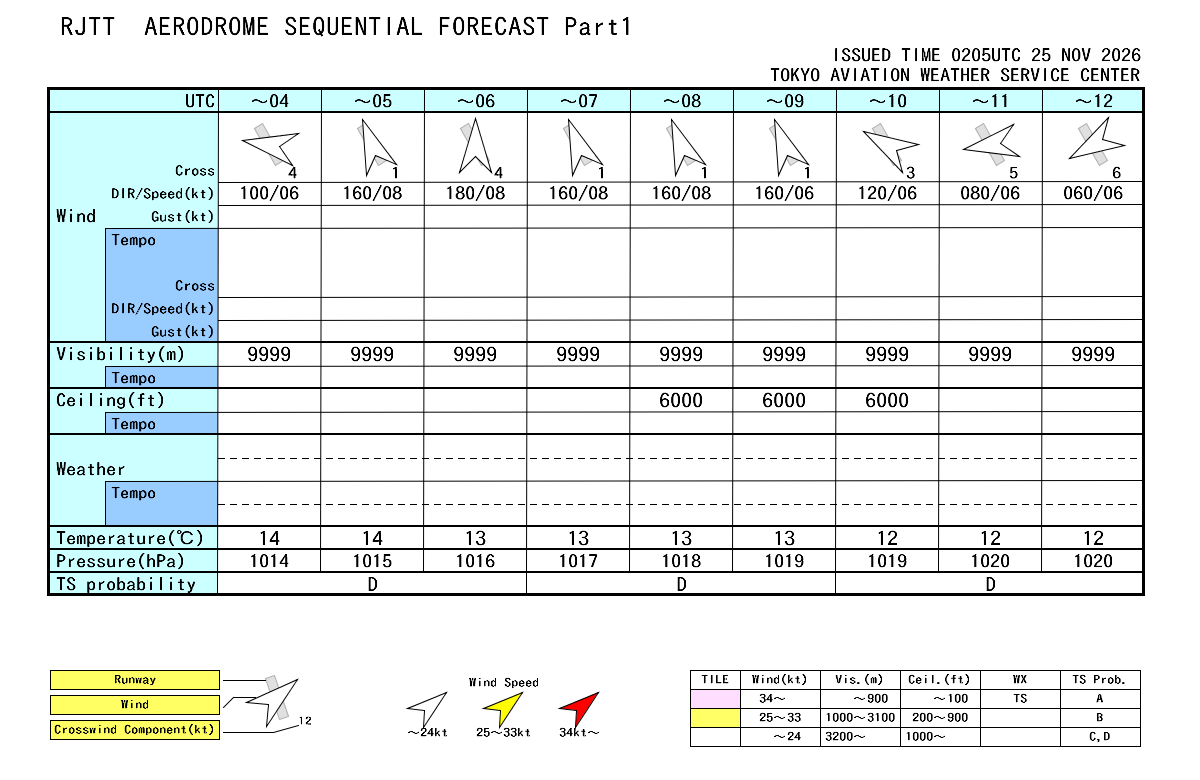 RJTT AERODROME SEQUENTIAL FORECAST Part1
ISSUED TIME 0205UTC 25 NOV 2026
TOKYO AVIATION WEATHER SERVICE CENTER
UTC ～04 ～05 ～06 ～07 ～08 ～09 ～10 ～11 ～12
Cross 4 1 4 1 1 1 3 5 6
DIR/Speed(kt) 100/06 160/08 180/08 160/08 160/08 160/06 120/06 080/06 060/06
Wind Gust(kt)
Tempo
Cross
DIR/Speed(kt)
Gust(kt)
Visibility(m) 9999 9999 9999 9999 9999 9999 9999 9999 9999
Tempo
Ceiling(ft) 6000 6000 6000
Tempo
Weather
Tempo
Temperature(℃) 14 14 13 13 13 13 12 12 12
Pressure(hPa) 1014 1015 1016 1017 1018 1019 1019 1020 1020
TS probability D D D
Runway
Wind
Crosswind Component(kt)
12
Wind Speed
～24kt 25～33kt 34kt～
TILE Wind(kt) Vis.(m) Ceil.(ft) WX TS Prob.
34～ ～900 ～100 TS A
25～33 1000～3100 200～900 B
～24 3200～ 1000～ C,D